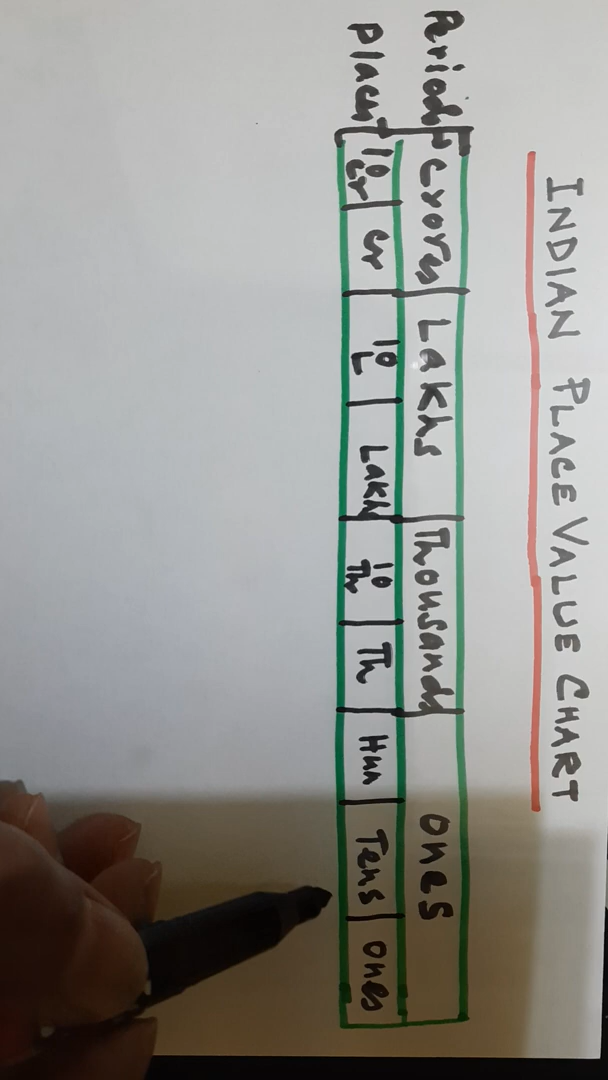 INDIAN PLACE VALUE CHART
Periods Crores Lakhs Thousands ones
Places 10 Cr Cr 10 L Lakh 10 Th Th Hun Tens ones